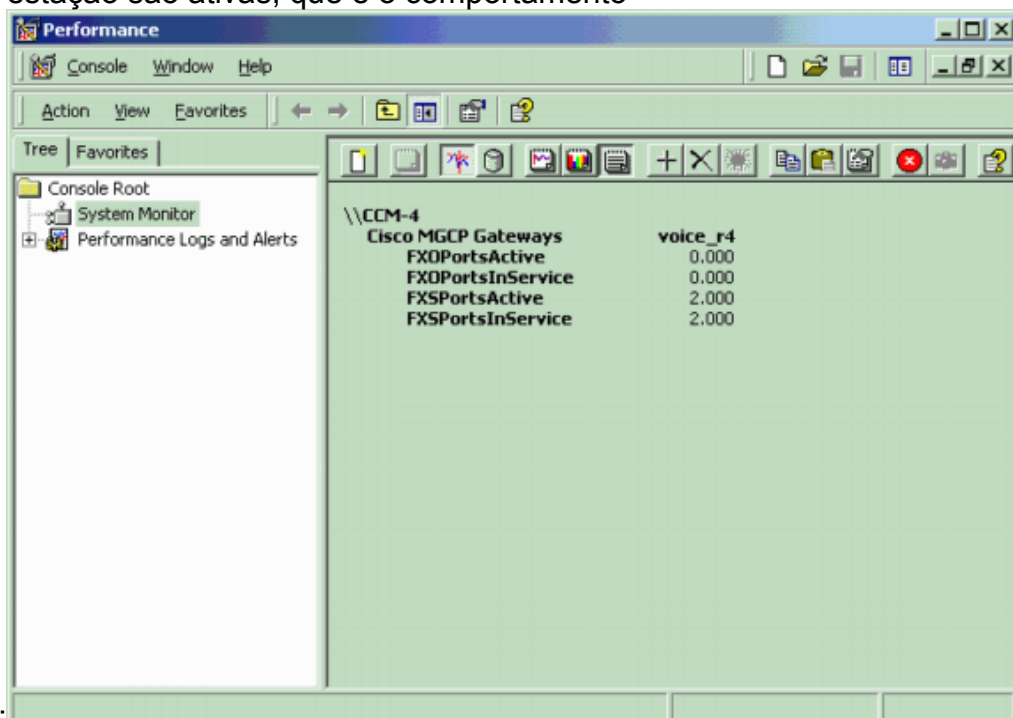 estação são ativas, que é o comportamento
Performance
Console Window Help
Action View Favorites
Tree Favorites
Console Root
System Monitor
Performance Logs and Alerts
\\CCM-4
Cisco MGCP Gateways voice_r4
FXOPortsActive 0.000
FXOPortsInService 0.000
FXSPortsActive 2.000
FXSPortsInService 2.000
.